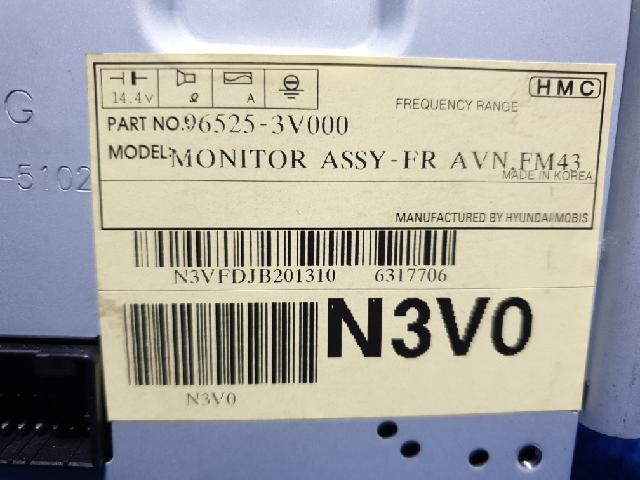 HMC
14.4V Ω A
FREQUENCY RANGE
PART NO. 96525-3V000
MODEL: MONITOR ASSY-FR AVN,FM43
MADE IN KOREA
MANUFACTURED BY HYUNDAI MOBIS
G
-5102
N3VFDJB201310 6317706
N3V0
N3V0